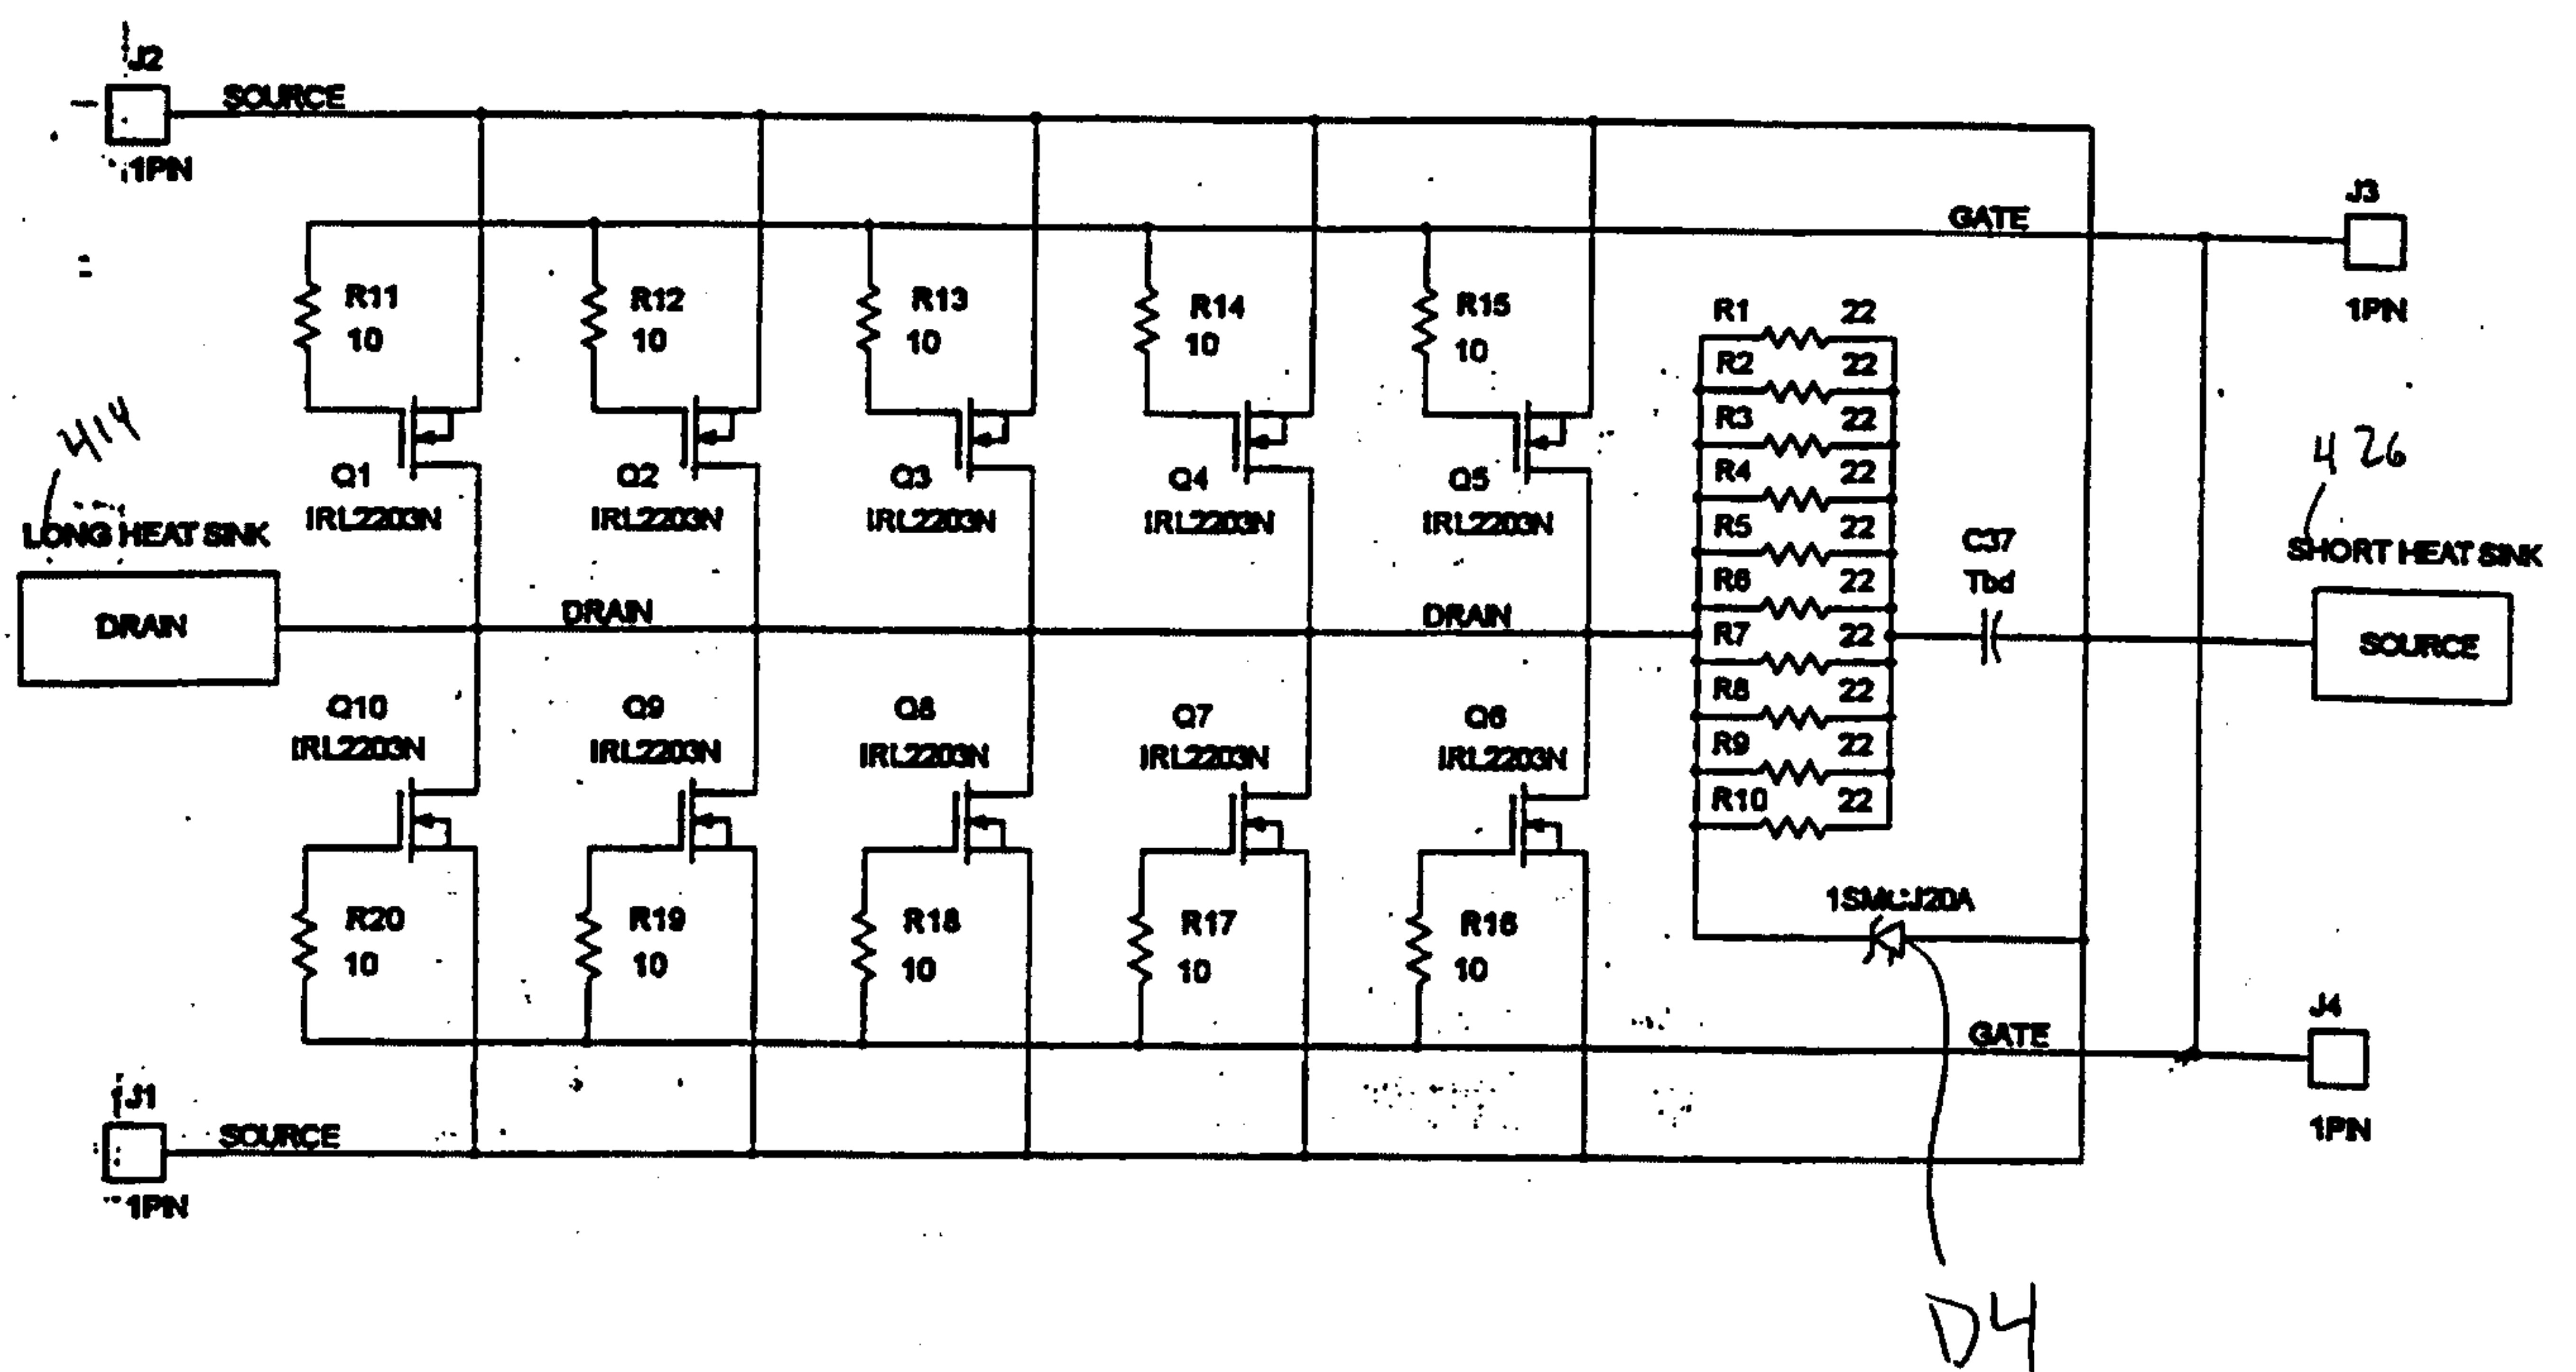 J2
SOURCE
1PIN
J3
GATE
1PIN
R11
10
R12
10
R13
10
R14
10
R15
10
R1 22
R2 22
R3 22
R4 22
R5 22
R6 22
R7 22
R8 22
R9 22
R10 22
414
Q1
IRL2203N
Q2
IRL2203N
Q3
IRL2203N
Q4
IRL2203N
Q5
IRL2203N
LONG HEAT SINK
DRAIN
DRAIN
DRAIN
C37
Tbd
426
SHORT HEAT SINK
SOURCE
Q10
IRL2203N
Q9
IRL2203N
Q8
IRL2203N
Q7
IRL2203N
Q6
IRL2203N
R20
10
R19
10
R18
10
R17
10
R16
10
1SMCJ20A
GATE
J4
1PIN
J1
SOURCE
1PIN
D4